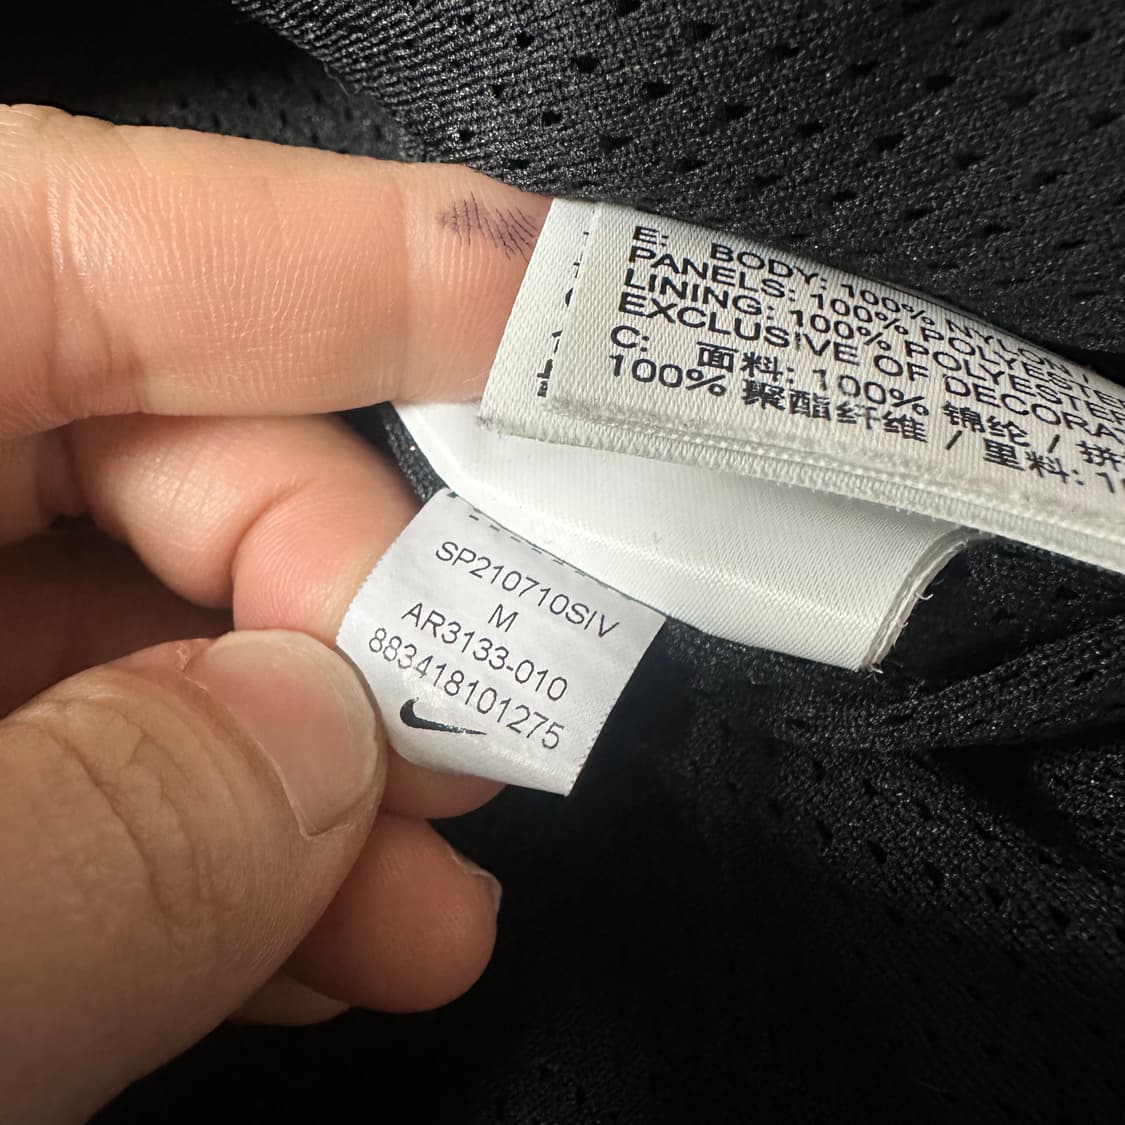 E: BODY: 100% NYLON /
PANELS: 100% POLYESTER
LINING: 100% POLYESTER
EXCLUSIVE OF DECORA
C: 面料: 100% 锦纶 / 拼
100% 聚酯纤维 / 里料: 1
SP210710SIV
M
AR3133-010
883418101275